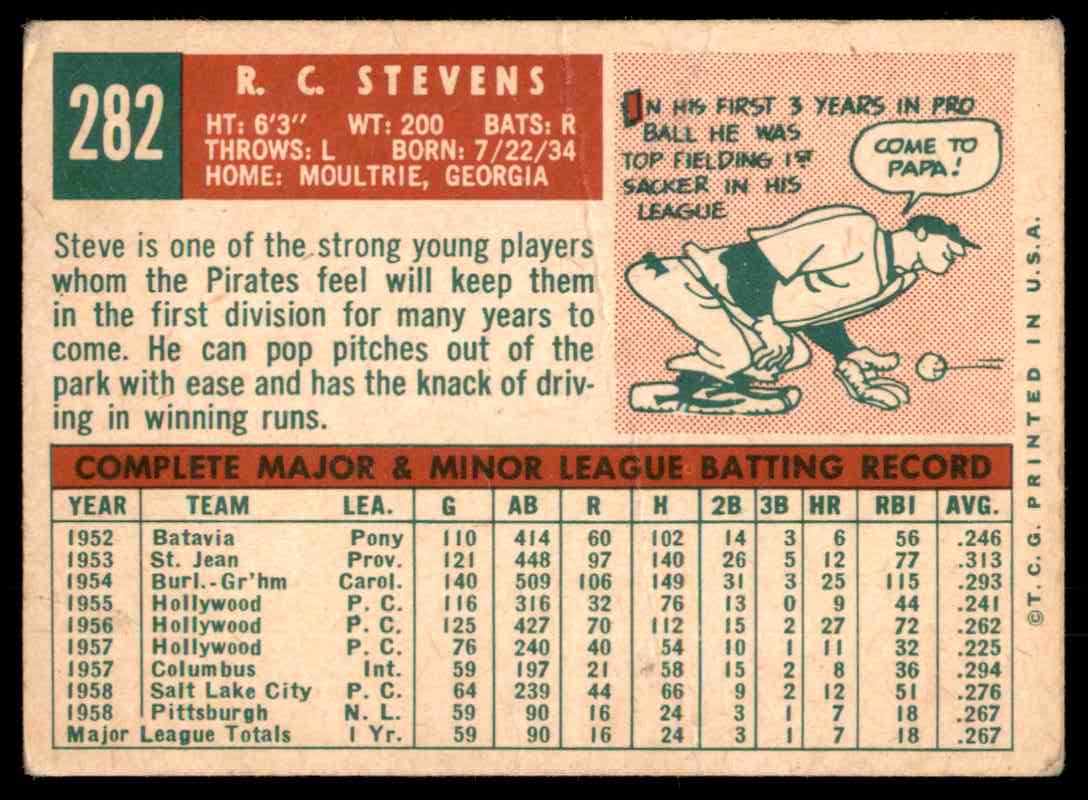 282
R. C. STEVENS
HT: 6'3" WT: 200 BATS: R
THROWS: L BORN: 7/22/34
HOME: MOULTRIE, GEORGIA
IN HIS FIRST 3 YEARS IN PRO
BALL HE WAS
TOP FIELDING 1ST
SACKER IN HIS
LEAGUE
COME TO
PAPA!
Steve is one of the strong young players
whom the Pirates feel will keep them
in the first division for many years to
come. He can pop pitches out of the
park with ease and has the knack of driv-
ing in winning runs.
COMPLETE MAJOR & MINOR LEAGUE BATTING RECORD
YEAR TEAM LEA. G AB R H 2B 3B HR RBI AVG.
1952 Batavia Pony 110 414 60 102 14 3 6 56 .246
1953 St. Jean Prov. 121 448 97 140 26 5 12 77 .313
1954 Burl.-Gr'hm Carol. 140 509 106 149 31 3 25 115 .293
1955 Hollywood P. C. 116 316 32 76 13 0 9 44 .241
1956 Hollywood P. C. 125 427 70 112 15 2 27 72 .262
1957 Hollywood P. C. 76 240 40 54 10 1 11 32 .225
1957 Columbus Int. 59 197 21 58 15 2 8 36 .294
1958 Salt Lake City P. C. 64 239 44 66 9 2 12 51 .276
1958 Pittsburgh N. L. 59 90 16 24 3 1 7 18 .267
Major League Totals 1 Yr. 59 90 16 24 3 1 7 18 .267
©T. C. G. PRINTED IN U.S.A.